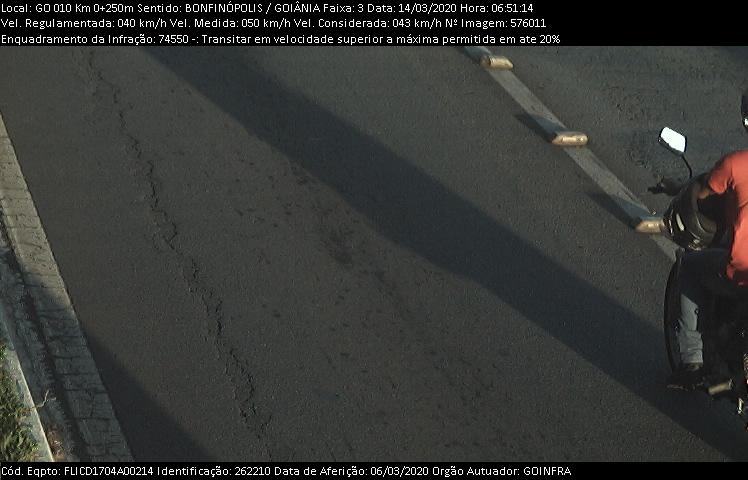 Local: GO 010 Km 0+250m Sentido: BONFINÓPOLIS / GOIÂNIA Faixa: 3 Data: 14/03/2020 Hora: 06:51:14
Vel. Regulamentada: 040 km/h Vel. Medida: 050 km/h Vel. Considerada: 043 km/h Nº Imagem: 576011
Enquadramento da Infração: 74550 -: Transitar em velocidade superior a máxima permitida em ate 20%
Cód. Eqpto: FLICD1704A00214 Identificação: 262210 Data de Aferição: 06/03/2020 Orgão Autuador: GOINFRA